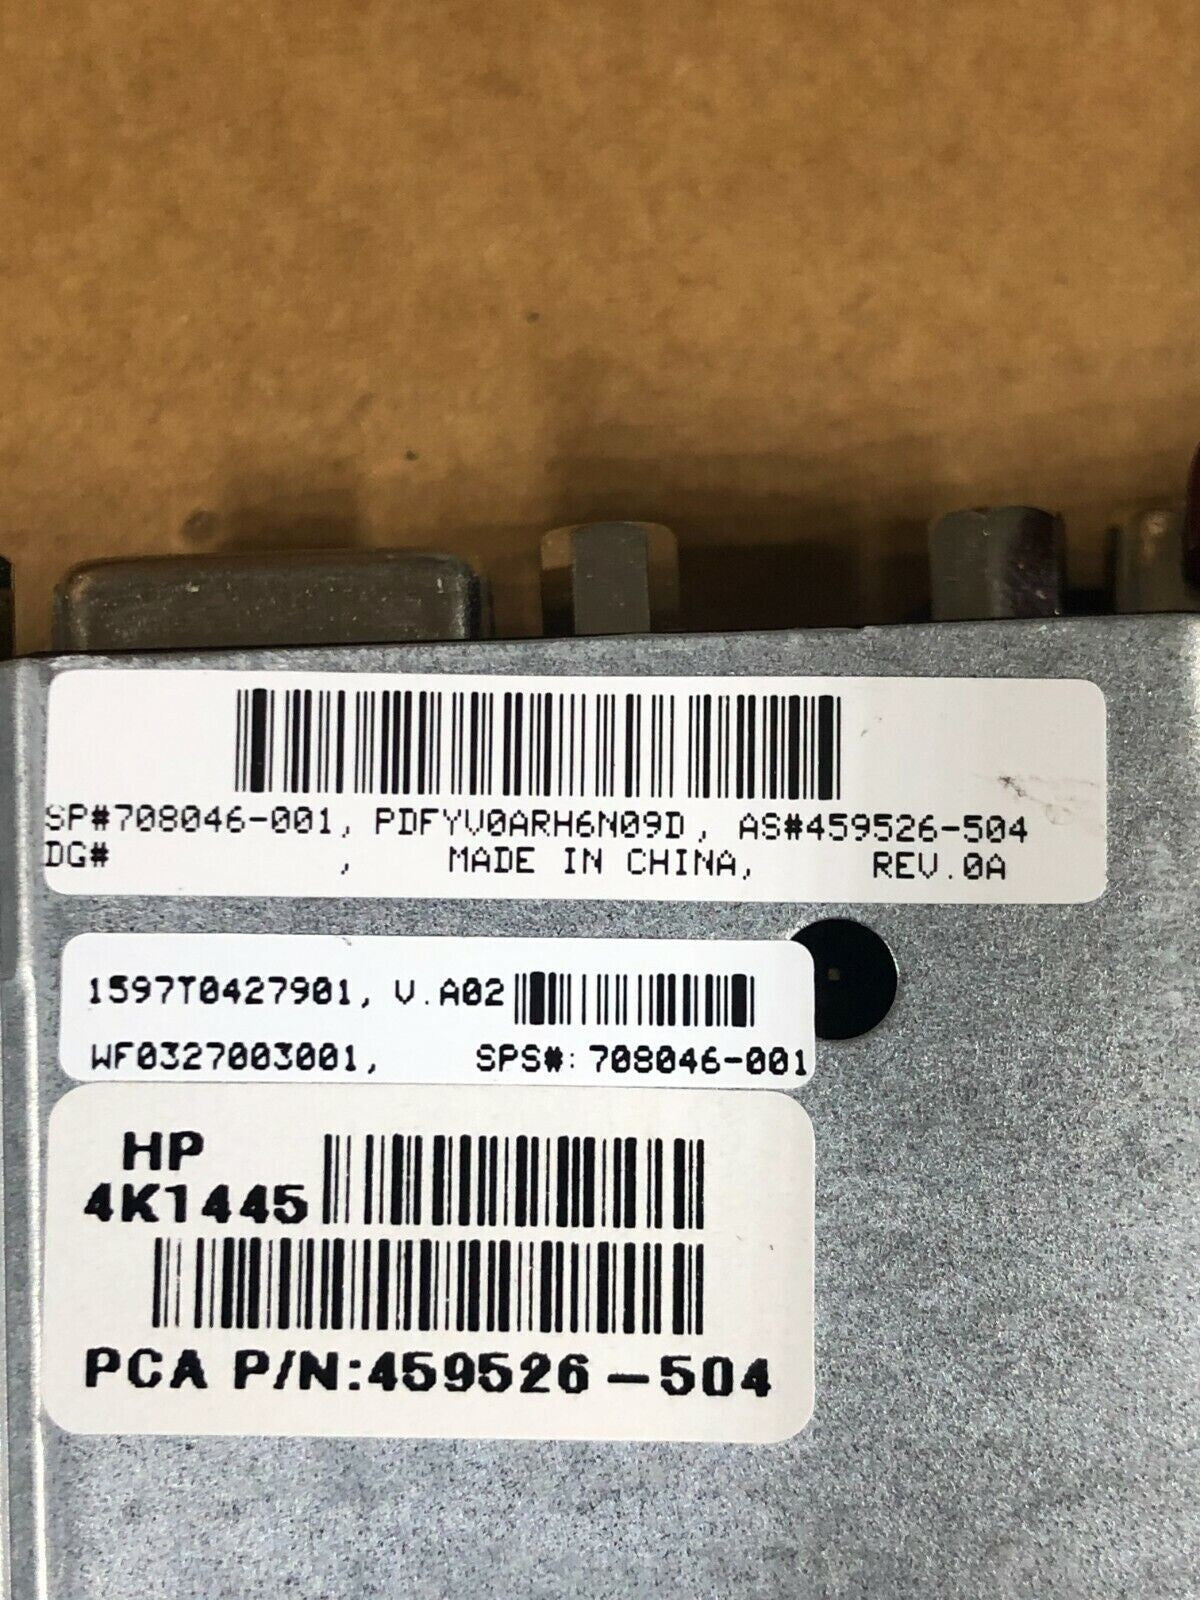 SP#708046-001, PDFYV0ARH6N09D, AS#459526-504
DG# , MADE IN CHINA, REV.0A
1597T0427901, V.A02
WF0327003001, SPS#: 708046-001
HP
4K1445
PCA P/N:459526-504